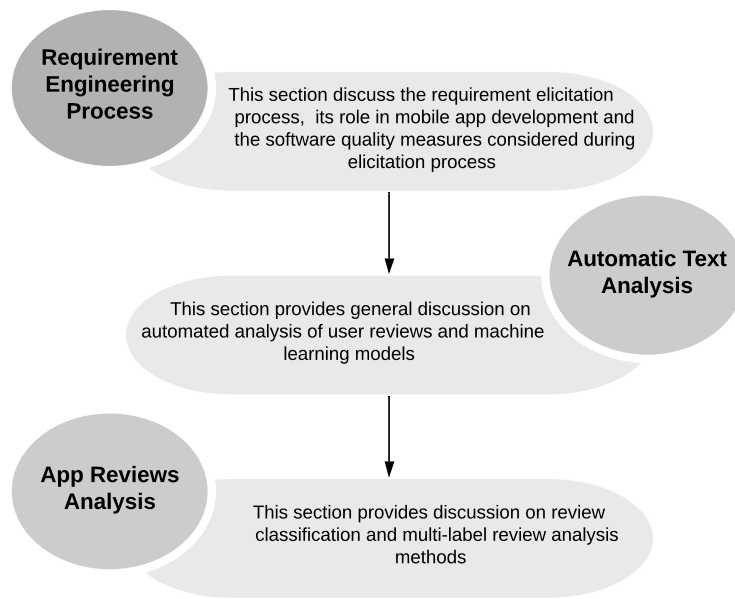 Requirement
Engineering
Process
This section discuss the requirement elicitation
process,  its role in mobile app development and
the software quality measures considered during
elicitation process
Automatic Text
Analysis
This section provides general discussion on
automated analysis of user reviews and machine
learning models
App Reviews
Analysis
This section provides discussion on review
classification and multi-label review analysis
methods